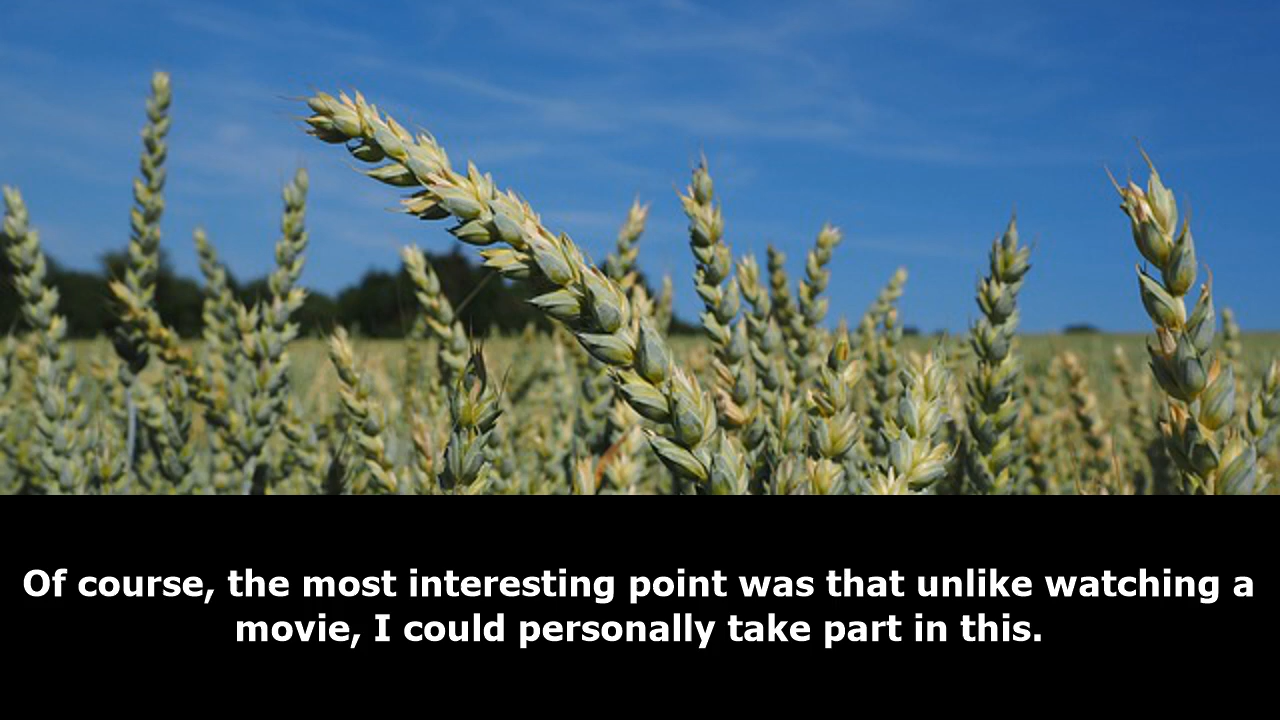 Of course, the most interesting point was that unlike watching a
movie, I could personally take part in this.